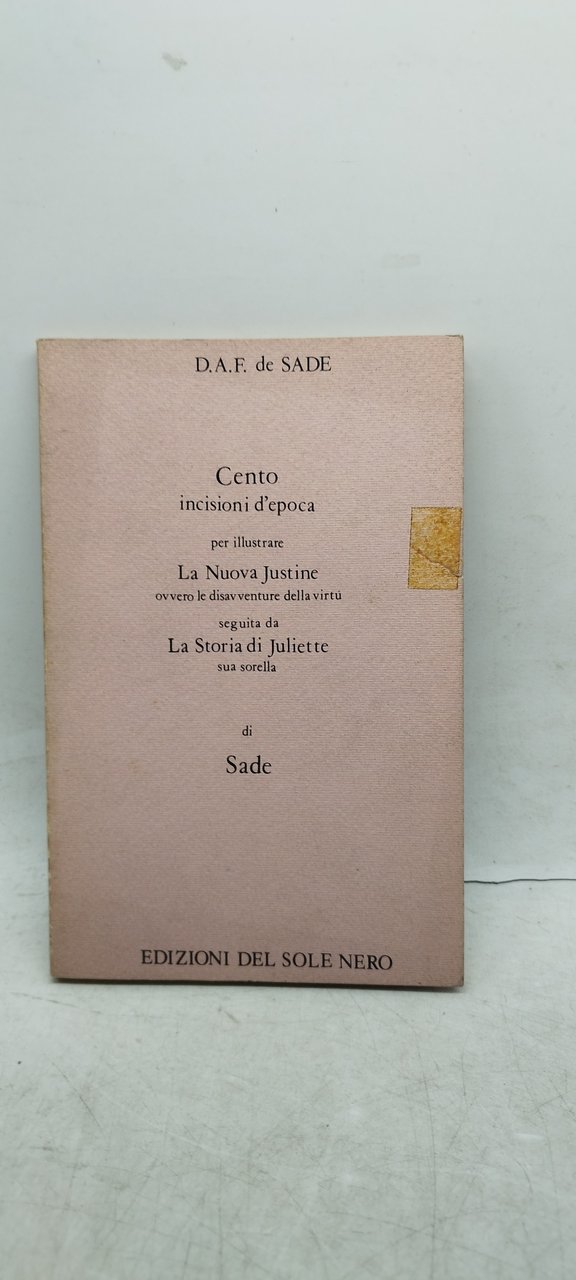 D.A.F. de SADE
Cento
incisioni d'epoca
per illustrare
La Nuova Justine
ovvero le disavventure della virtú
seguita da
La Storia di Juliette
sua sorella
di
Sade
EDIZIONI DEL SOLE NERO